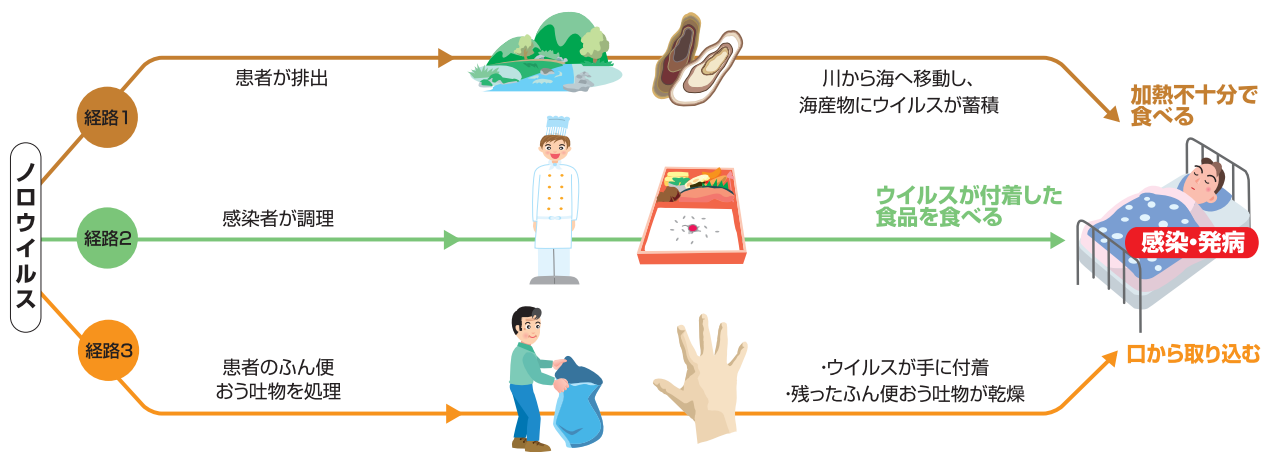 ノロウイルス
経路1
患者が排出
川から海へ移動し、
海産物にウイルスが蓄積
加熱不十分で
食べる
経路2
感染者が調理
ウイルスが付着した
食品を食べる
感染・発病
経路3
患者のふん便
おう吐物を処理
・ウイルスが手に付着
・残ったふん便おう吐物が乾燥
口から取り込む